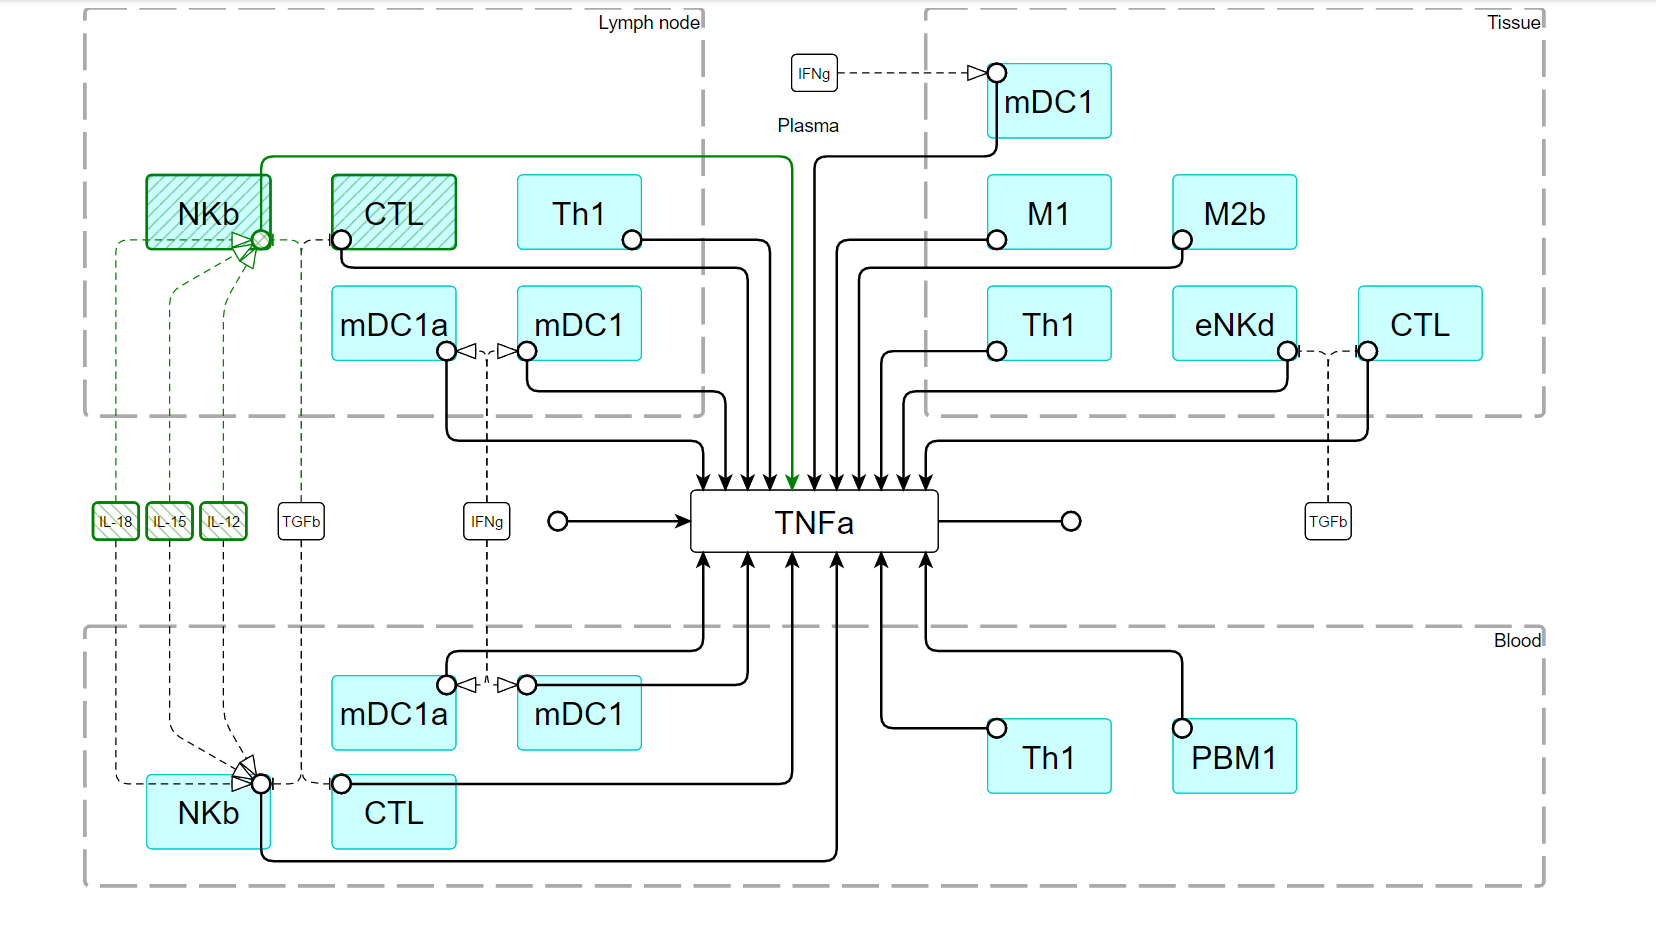 Lymph node
Tissue
IFNg
mDC1
Plasma
NKb
CTL
Th1
M1
M2b
mDC1a
mDC1
Th1
eNKd
CTL
IL-18
IL-15
IL-12
TGFb
IFNg
TNFa
TGFb
Blood
mDC1a
mDC1
Th1
PBM1
NKb
CTL